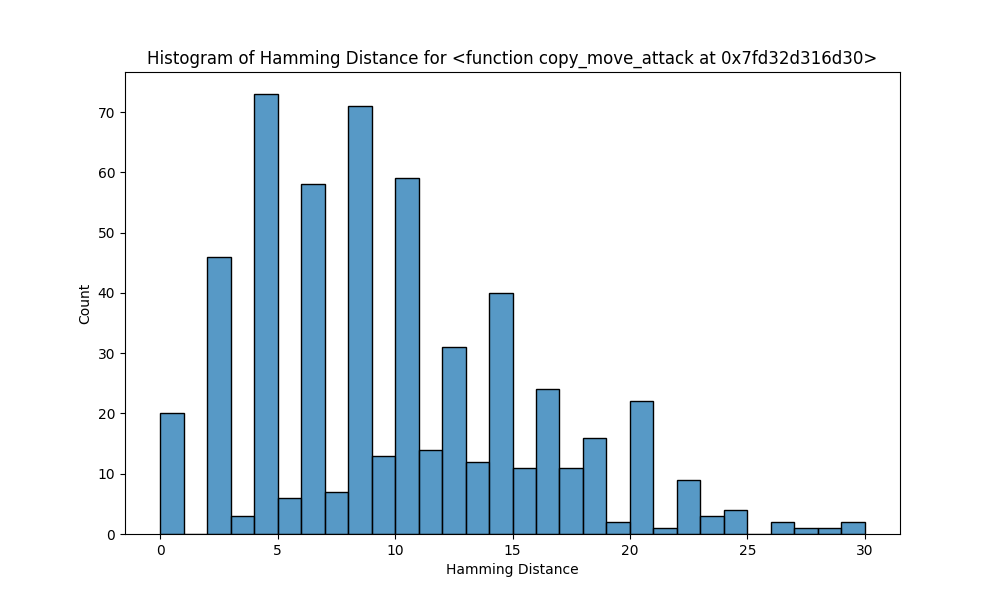 Histogram of Hamming Distance for <function copy_move_attack at 0x7fd32d316d30>
70
60
50
40
30
20
10
0
Count
0 5 10 15 20 25 30
Hamming Distance